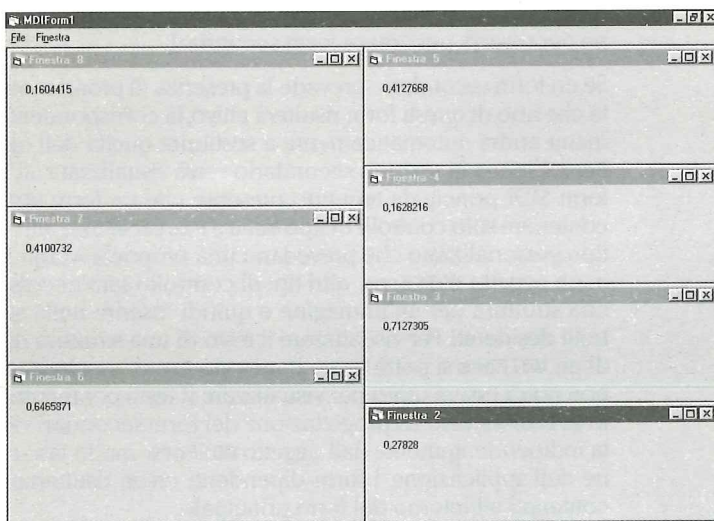 MDIForm1
File Finestra
Finestra 8
0,1604415
Finestra 7
0,4100732
Finestra 6
0,6465871
Finestra 5
0,4127668
Finestra 4
0,1628216
Finestra 3
0,7127305
Finestra 2
0,27828